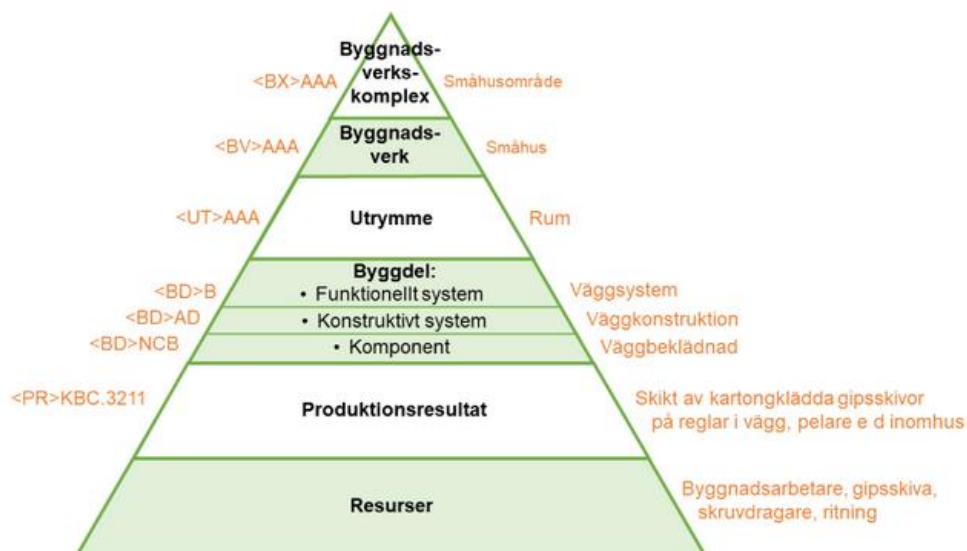 Byggnads-
verks-
komplex
<BX>AAA
Småhusområde
Byggnads-
verk
<BV>AAA
Småhus
<UT>AAA
Utrymme
Rum
Byggdel:
<BD>B
• Funktionellt system
Väggsystem
<BD>AD
• Konstruktivt system
Väggkonstruktion
<BD>NCB
• Komponent
Väggbeklädnad
<PR>KBC.3211
Produktionsresultat
Skikt av kartongklädda gipsskivor
på reglar i vägg, pelare e d inomhus
Resurser
Byggnadsarbetare, gipsskiva,
skruvdragare, ritning